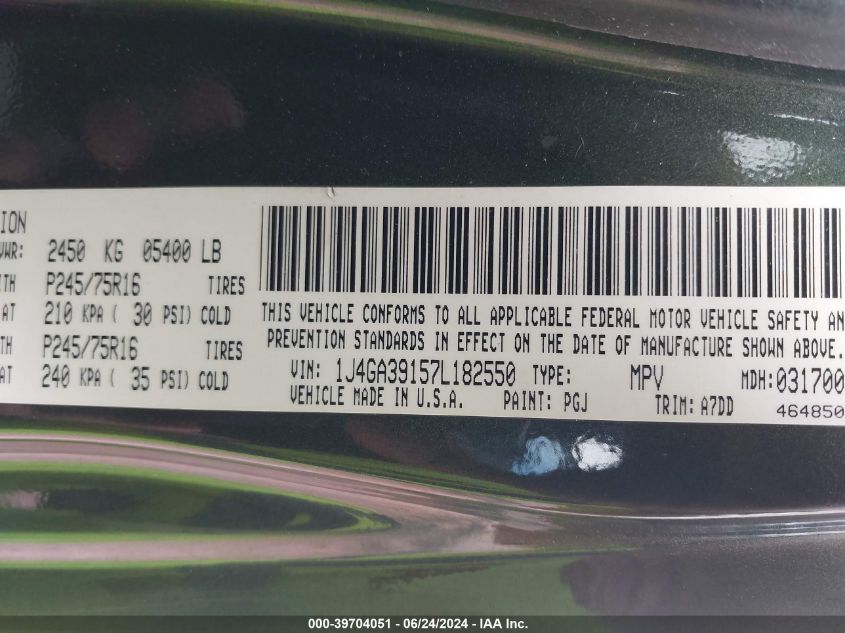 ION
VWR: 2450 KG 05400 LB
TH P245/75R16 TIRES
AT 210 KPA ( 30 PSI) COLD
TH P245/75R16 TIRES
AT 240 KPA ( 35 PSI) COLD
THIS VEHICLE CONFORMS TO ALL APPLICABLE FEDERAL MOTOR VEHICLE SAFETY AN
PREVENTION STANDARDS IN EFFECT ON THE DATE OF MANUFACTURE SHOWN ABOVE.
VIN: 1J4GA39157L182550 TYPE: MPV MDH:031700
VEHICLE MADE IN U.S.A. PAINT: PGJ TRIM: A7DD 464850
000-39704051 - 06/24/2024 - IAA Inc.